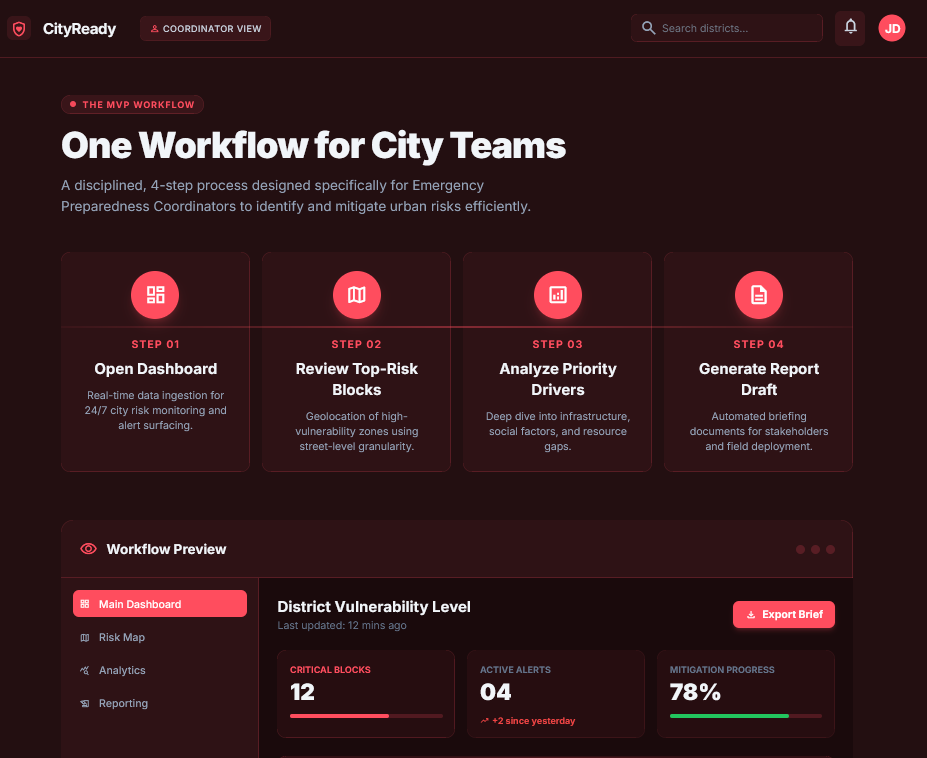 CityReady
COORDINATOR VIEW
Search districts...
JD
THE MVP WORKFLOW
One Workflow for City Teams
A disciplined, 4-step process designed specifically for Emergency
Preparedness Coordinators to identify and mitigate urban risks efficiently.
STEP 01
Open Dashboard
Real-time data ingestion for
24/7 city risk monitoring and
alert surfacing.
STEP 02
Review Top-Risk
Blocks
Geolocation of high-
vulnerability zones using
street-level granularity.
STEP 03
Analyze Priority
Drivers
Deep dive into infrastructure,
social factors, and resource
gaps.
STEP 04
Generate Report
Draft
Automated briefing
documents for stakeholders
and field deployment.
Workflow Preview
Main Dashboard
Risk Map
Analytics
Reporting
District Vulnerability Level
Last updated: 12 mins ago
Export Brief
CRITICAL BLOCKS
12
ACTIVE ALERTS
04
+2 since yesterday
MITIGATION PROGRESS
78%